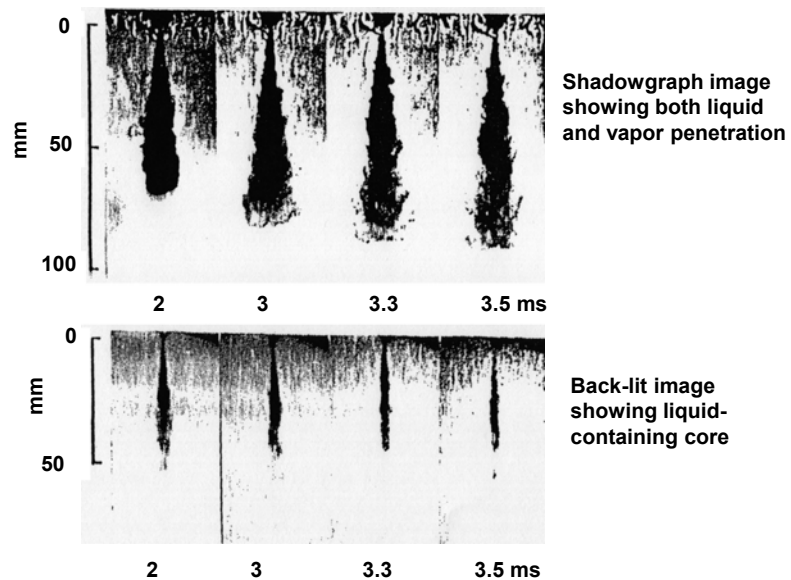 0
50
100
mm
2 3 3.3 3.5 ms
Shadowgraph image
showing both liquid
and vapor penetration
0
50
mm
2 3 3.3 3.5 ms
Back-lit image
showing liquid-
containing core